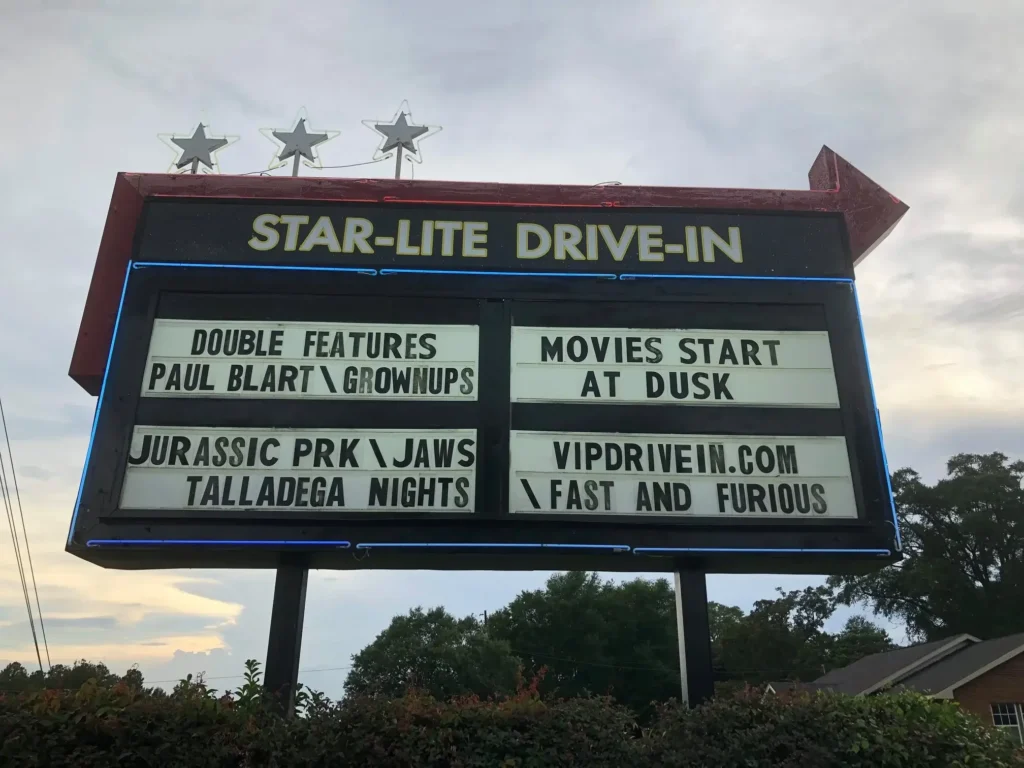 STAR-LITE DRIVE-IN
DOUBLE FEATURES
PAUL BLART \ GROWNUPS
JURASSIC PRK \ JAWS
TALLADEGA NIGHTS
MOVIES START
AT DUSK
VIPDRIVEIN.COM
\ FAST AND FURIOUS